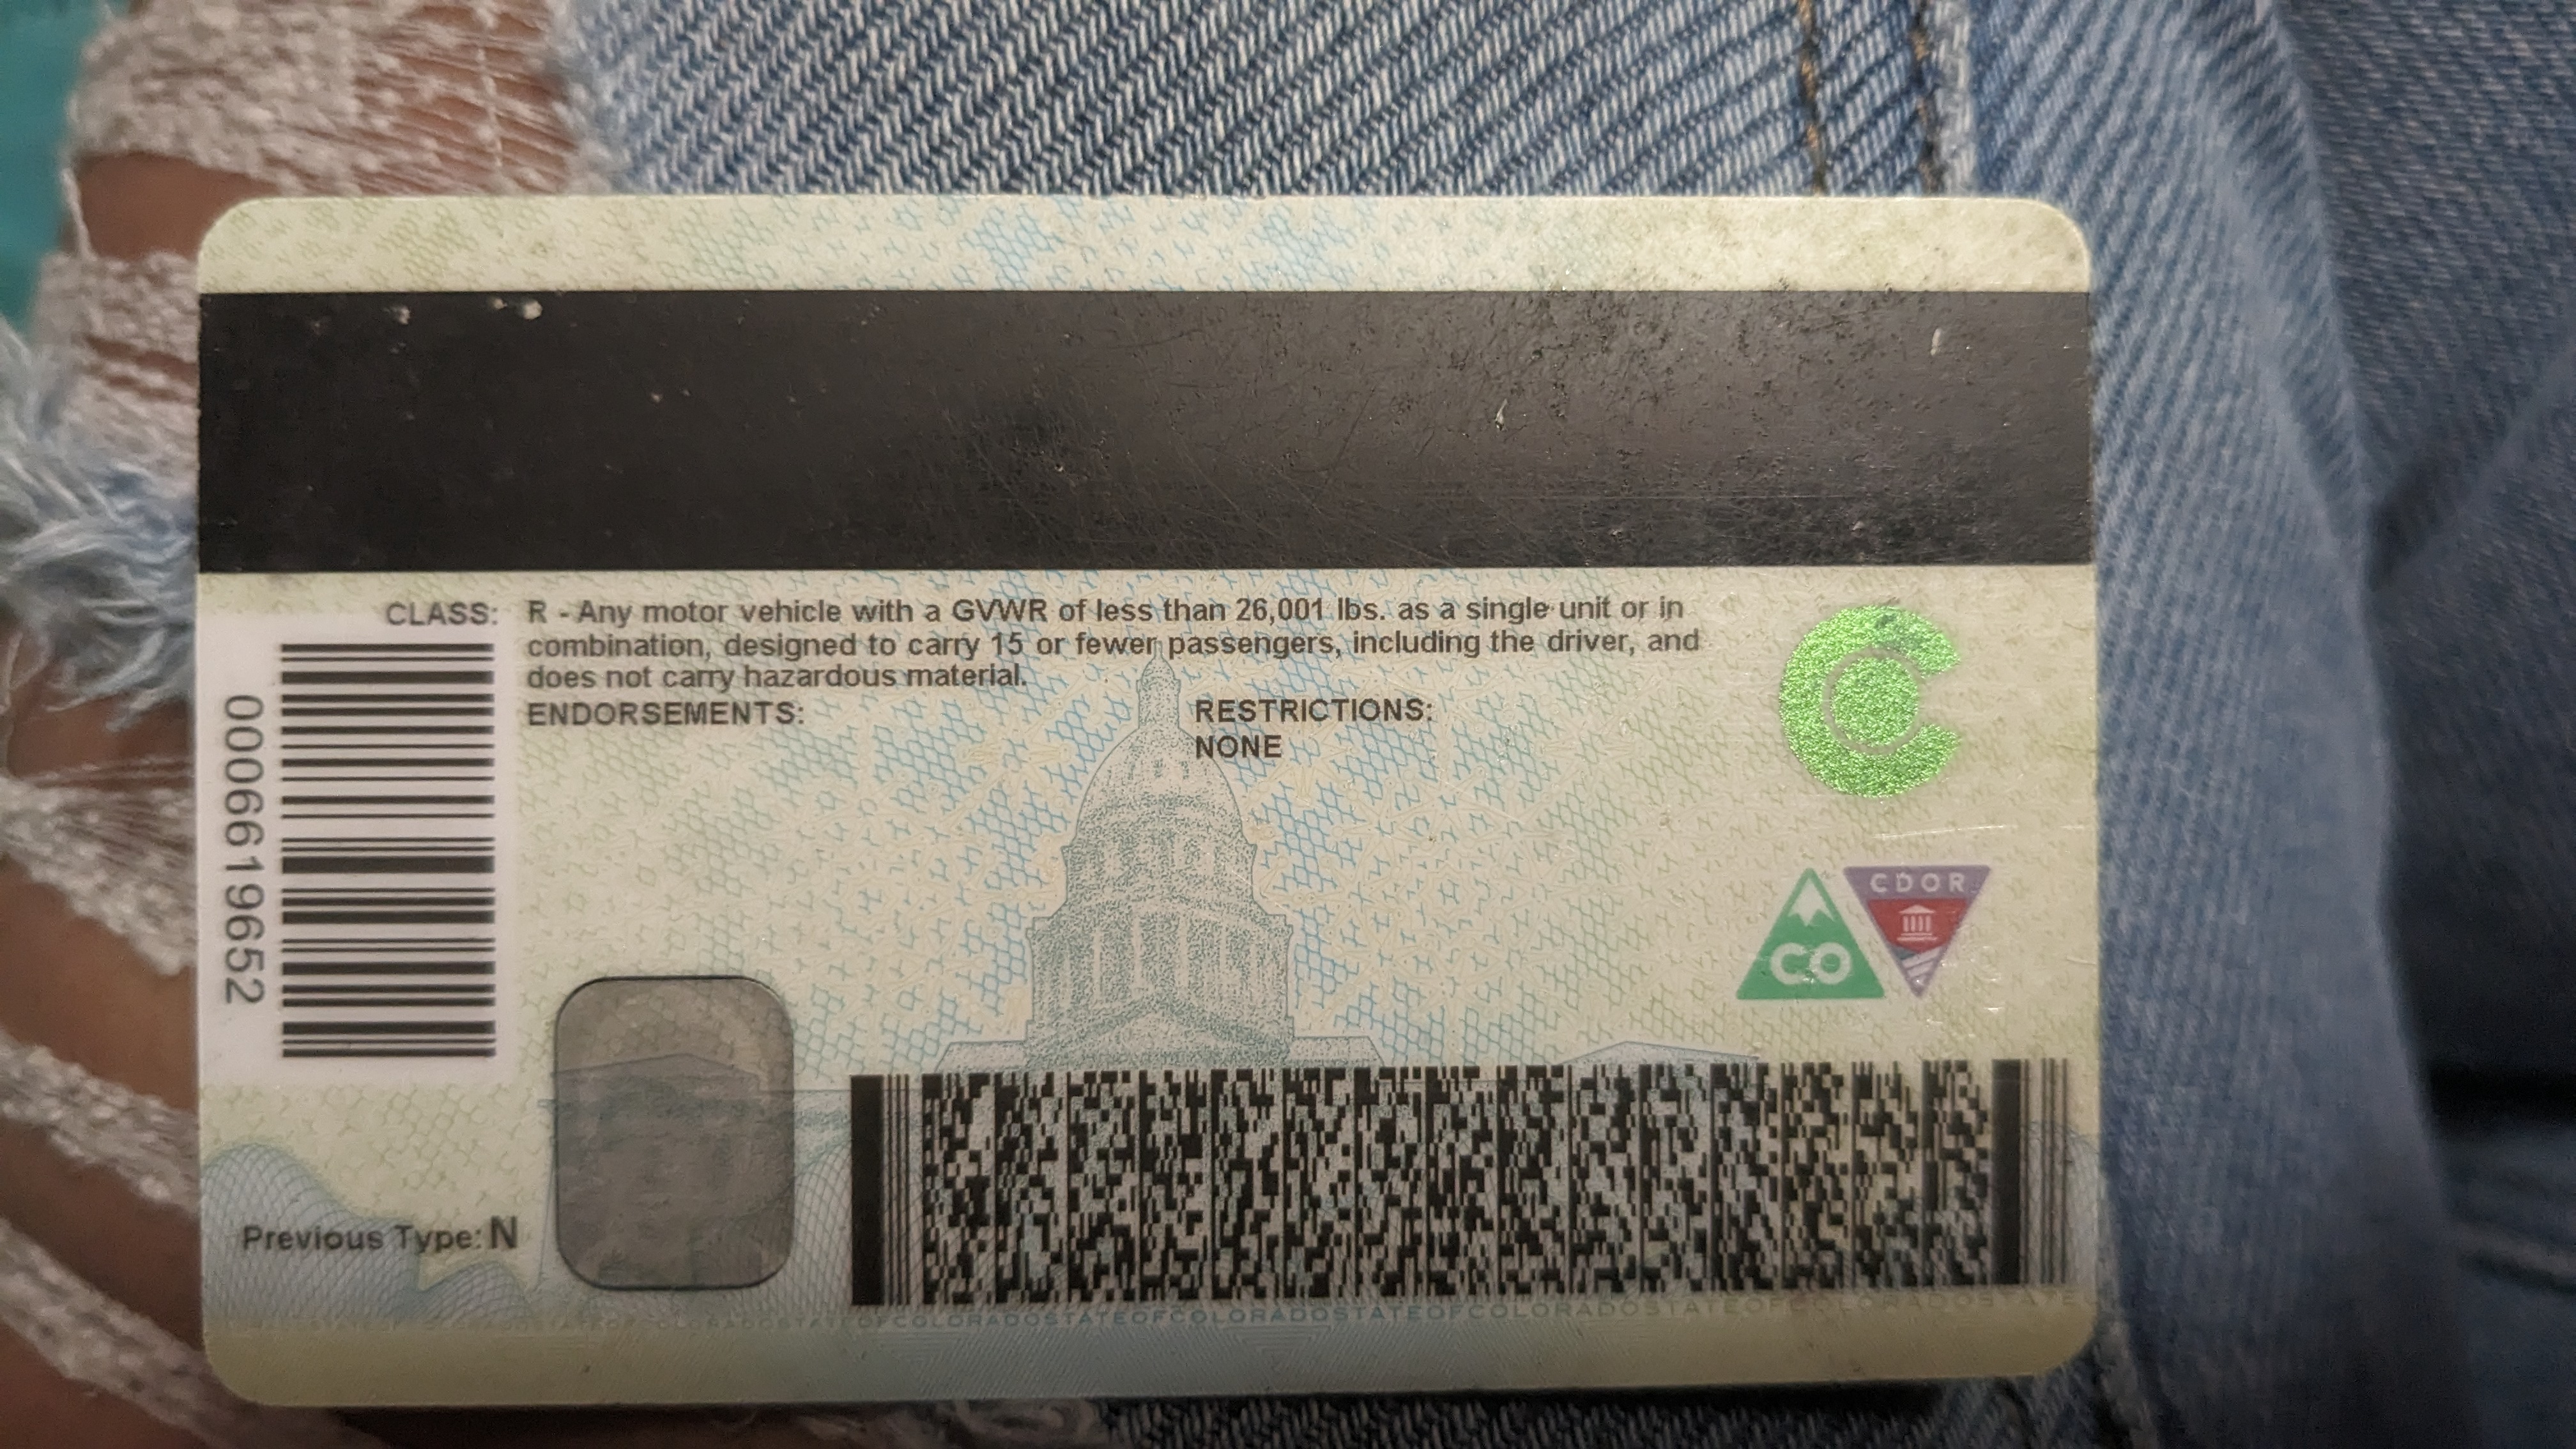 CLASS: R - Any motor vehicle with a GVWR of less than 26,001 lbs. as a single unit or in
combination, designed to carry 15 or fewer passengers, including the driver, and
does not carry hazardous material.
ENDORSEMENTS:
RESTRICTIONS:
NONE
0006619652
CO
CDOR
Previous Type: N
STATEOFCOLORADOSTATEOFCOLORADOSTATEOFCOLORADOSTATEOFCOLORADOSTATE